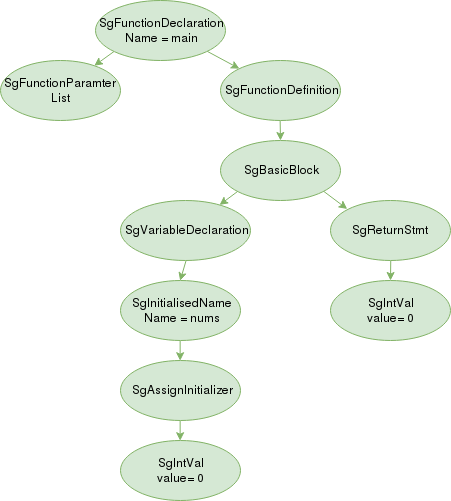 SgFunctionDeclaration
Name = main
SgFunctionParamter
List
SgFunctionDefinition
SgBasicBlock
SgVariableDeclaration
SgReturnStmt
SgInitialisedName
Name = nums
SgIntVal
value= 0
SgAssignInitializer
SgIntVal
value= 0